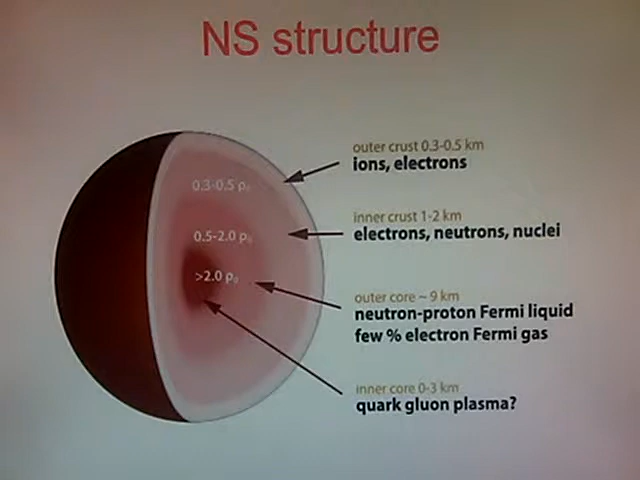 NS structure
outer crust 0.3-0.5 km
ions, electrons
0.3-0.5 ρ₀
inner crust 1-2 km
electrons, neutrons, nuclei
0.5-2.0 ρ₀
>2.0 ρ₀
outer core ~ 9 km
neutron-proton Fermi liquid
few % electron Fermi gas
inner core 0-3 km
quark gluon plasma?